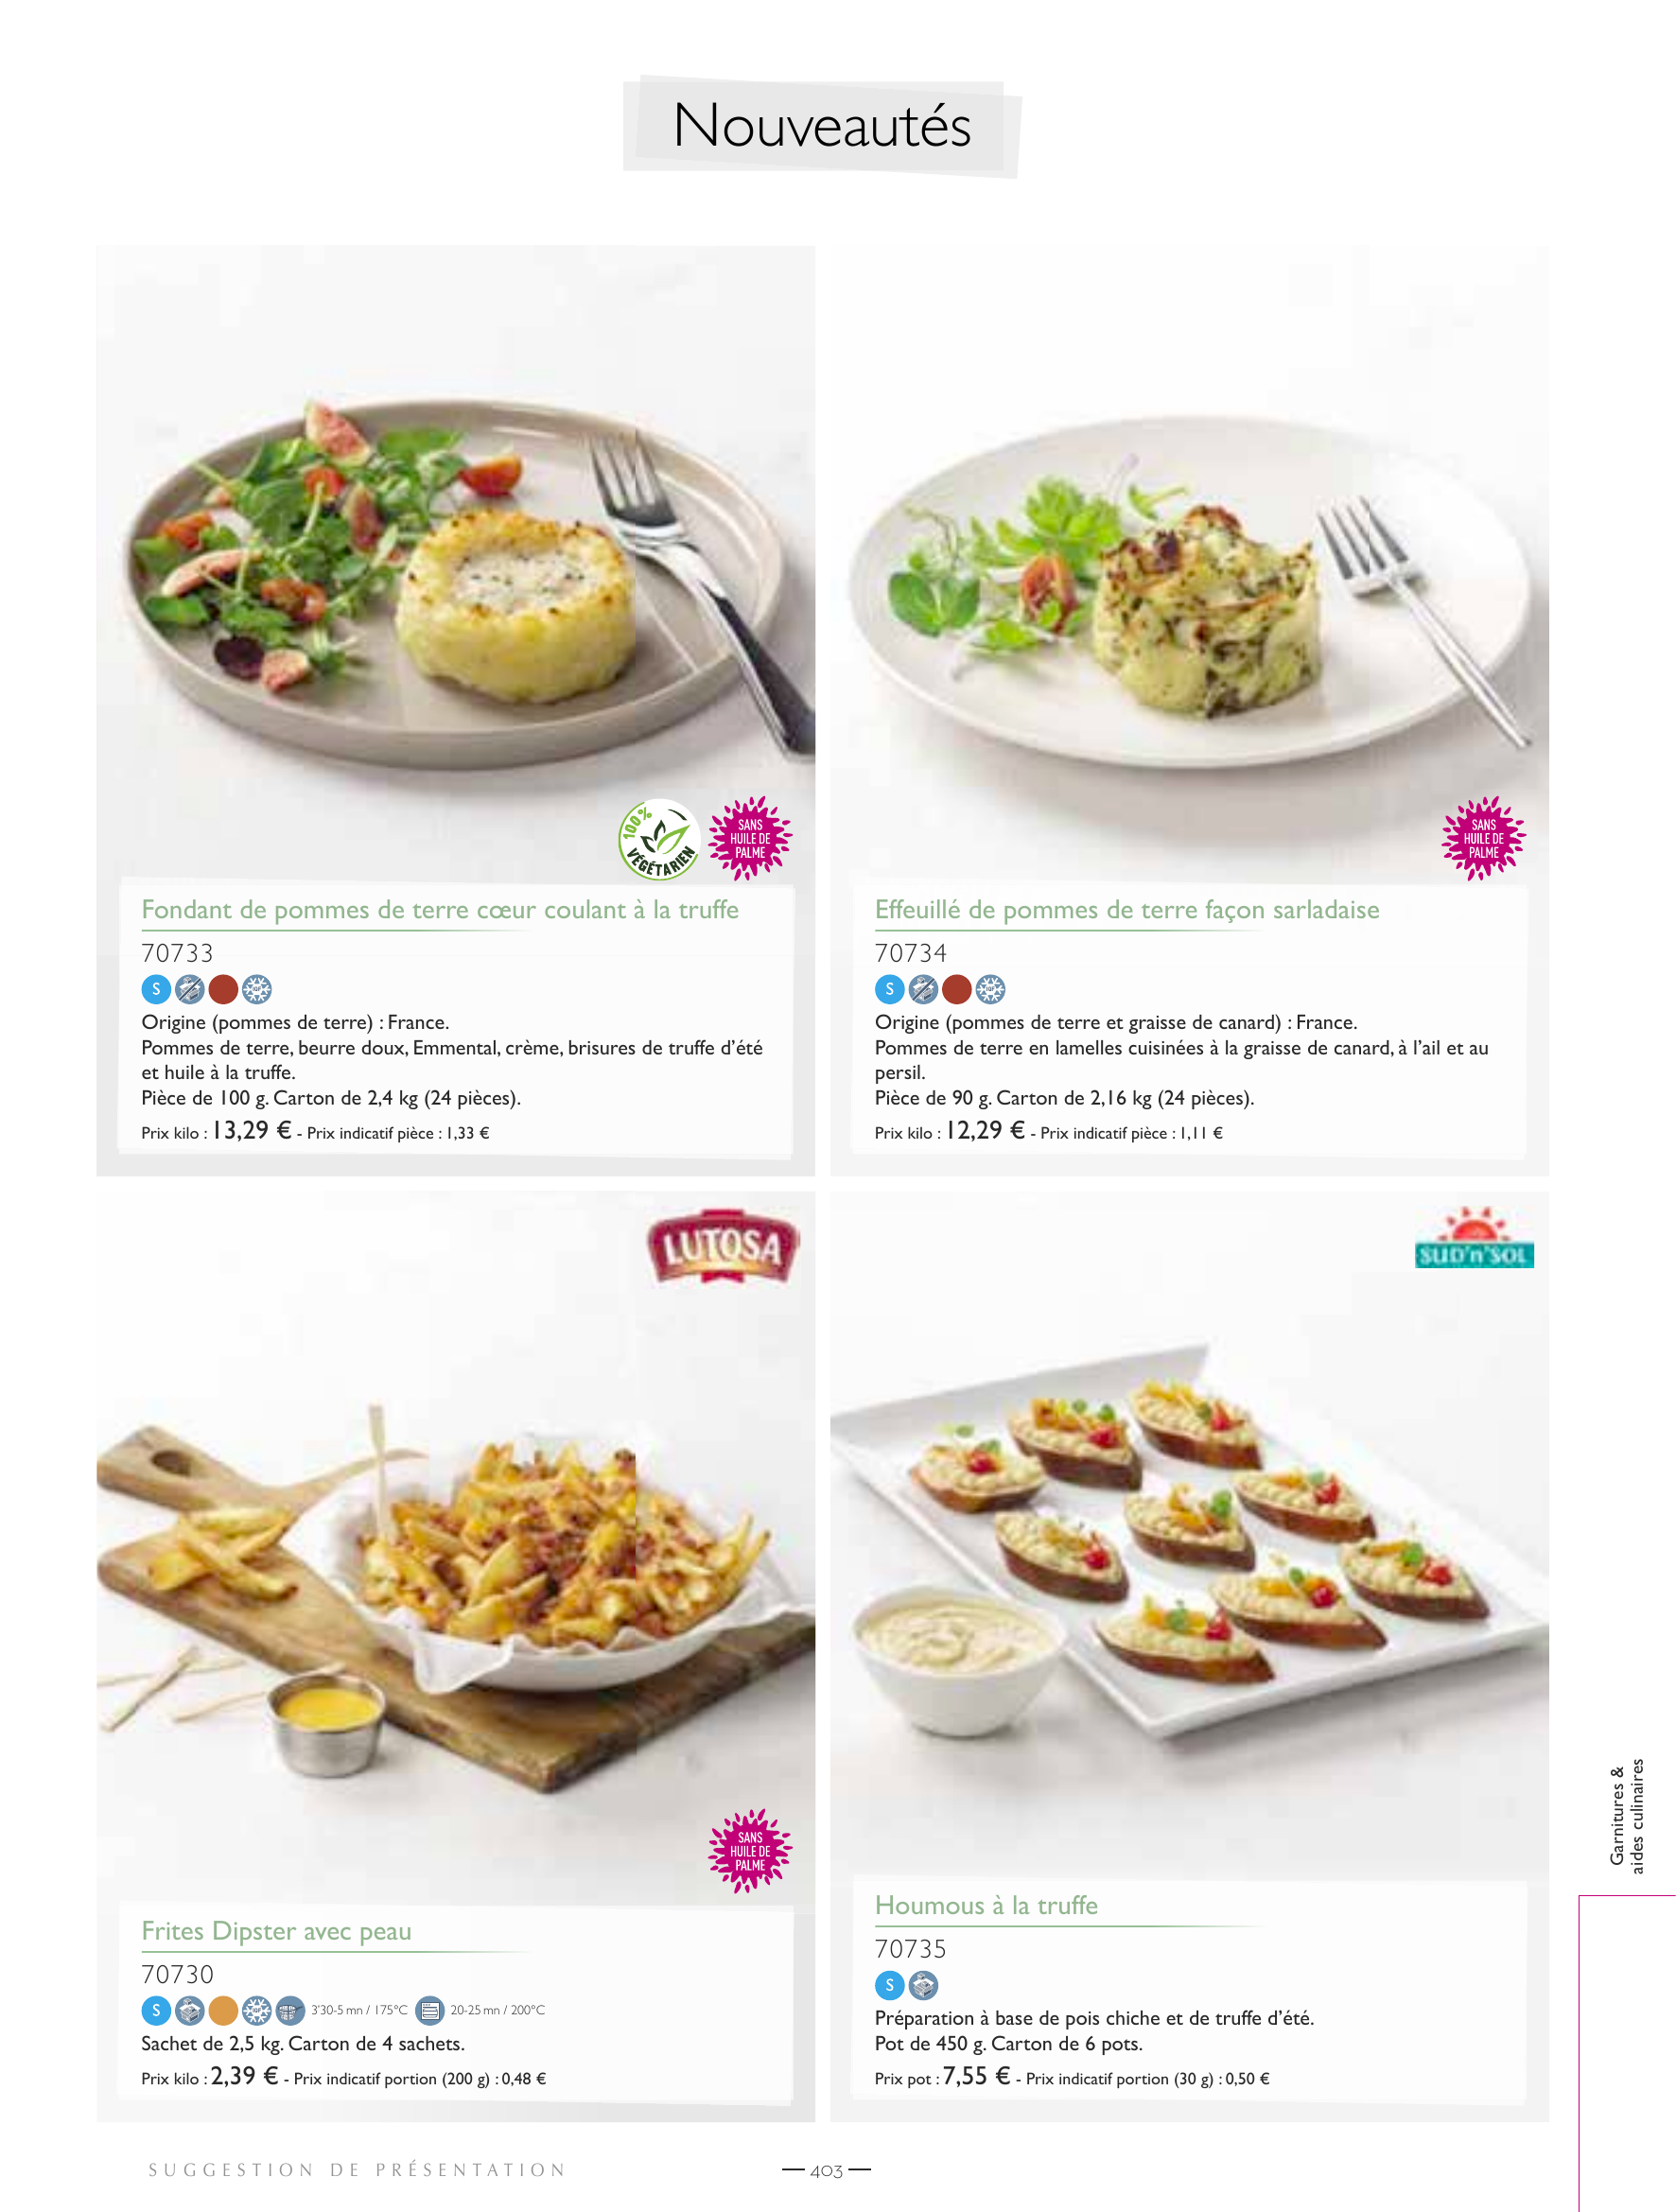 Nouveautés
100%
VÉGÉTARIEN
SANS
HUILE DE
PALME
Fondant de pommes de terre cœur coulant à la truffe
70733
S
IQF
Origine (pommes de terre) : France.
Pommes de terre, beurre doux, Emmental, crème, brisures de truffe d’été
et huile à la truffe.
Pièce de 100 g. Carton de 2,4 kg (24 pièces).
Prix kilo : 13,29 € - Prix indicatif pièce : 1,33 €
SANS
HUILE DE
PALME
Effeuillé de pommes de terre façon sarladaise
70734
S
IQF
Origine (pommes de terre et graisse de canard) : France.
Pommes de terre en lamelles cuisinées à la graisse de canard, à l’ail et au
persil.
Pièce de 90 g. Carton de 2,16 kg (24 pièces).
Prix kilo : 12,29 € - Prix indicatif pièce : 1,11 €
LUTOSA
SANS
HUILE DE
PALME
Frites Dipster avec peau
70730
S
IQF
3’30-5 mn / 175°C
20-25 mn / 200°C
Sachet de 2,5 kg. Carton de 4 sachets.
Prix kilo : 2,39 € - Prix indicatif portion (200 g) : 0,48 €
SUD’n’SOL
Houmous à la truffe
70735
S
Préparation à base de pois chiche et de truffe d’été.
Pot de 450 g. Carton de 6 pots.
Prix pot : 7,55 € - Prix indicatif portion (30 g) : 0,50 €
Garnitures &
aides culinaires
SUGGESTION DE PRÉSENTATION
— 403 —